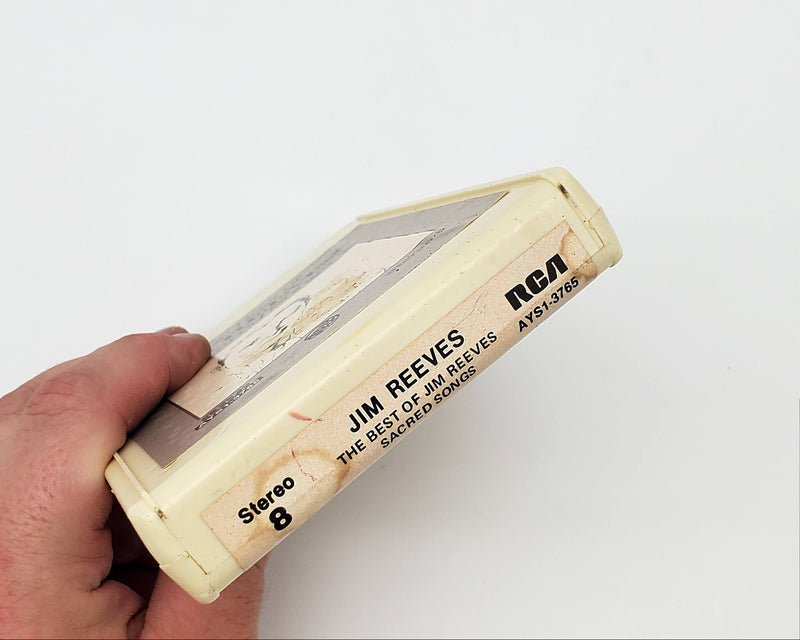 Stereo
8
JIM REEVES
THE BEST OF JIM REEVES
SACRED SONGS
RCA
AYS1-3765